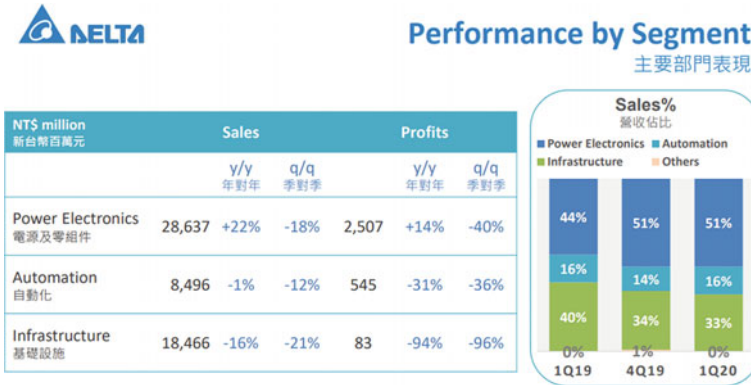 DELTA
Performance by Segment
主要部門表現
NT$ million
新台幣百萬元
Sales
Profits
y/y
年對年
q/q
季對季
y/y
年對年
q/q
季對季
Power Electronics
電源及零組件
28,637 +22% -18% 2,507 +14% -40%
Automation
自動化
8,496 -1% -12% 545 -31% -36%
Infrastructure
基礎設施
18,466 -16% -21% 83 -94% -96%
Sales%
營收佔比
Power Electronics Automation
Infrastructure Others
44% 51% 51%
16% 14% 16%
40% 34% 33%
0% 1% 0%
1Q19 4Q19 1Q20